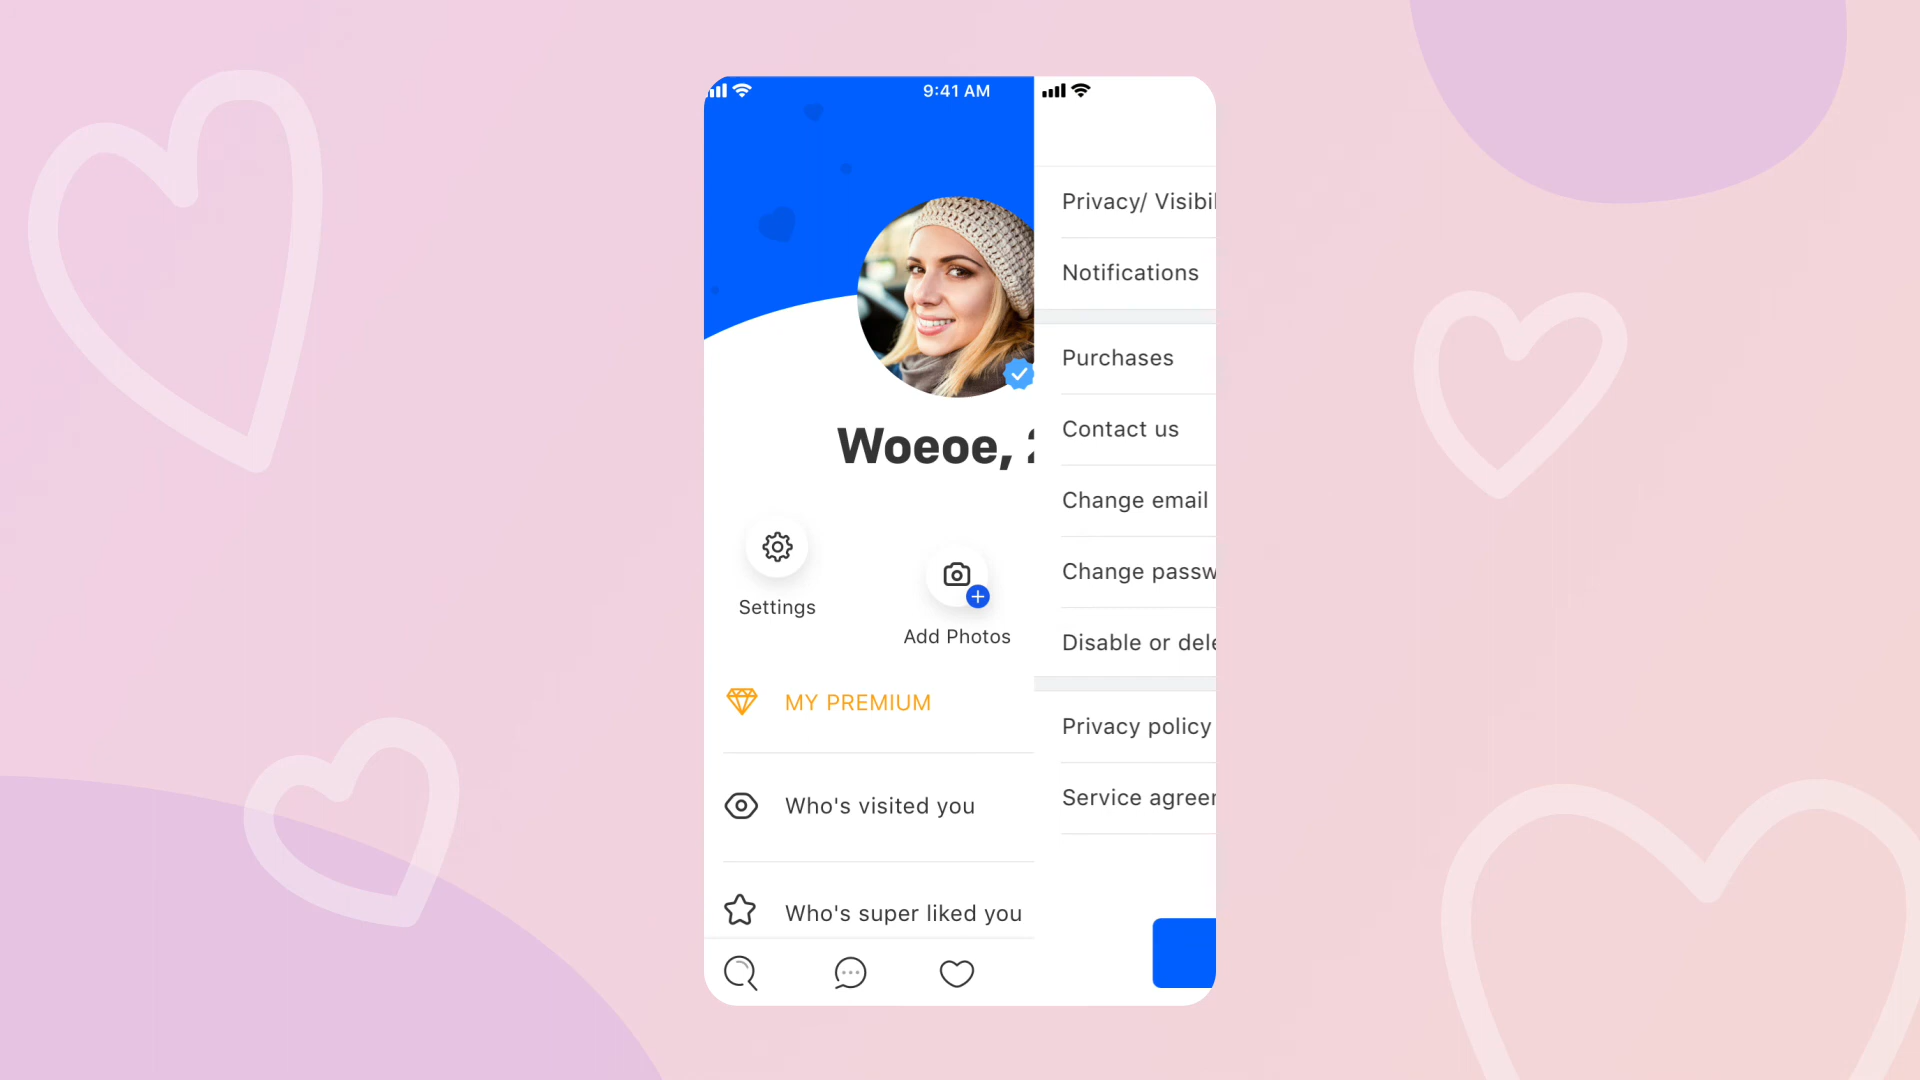 9:41 AM
Woeoe, 2
Settings
Add Photos
MY PREMIUM
Who's visited you
Who's super liked you
Privacy/ Visibil
Notifications
Purchases
Contact us
Change email
Change passw
Disable or dele
Privacy policy
Service agreer